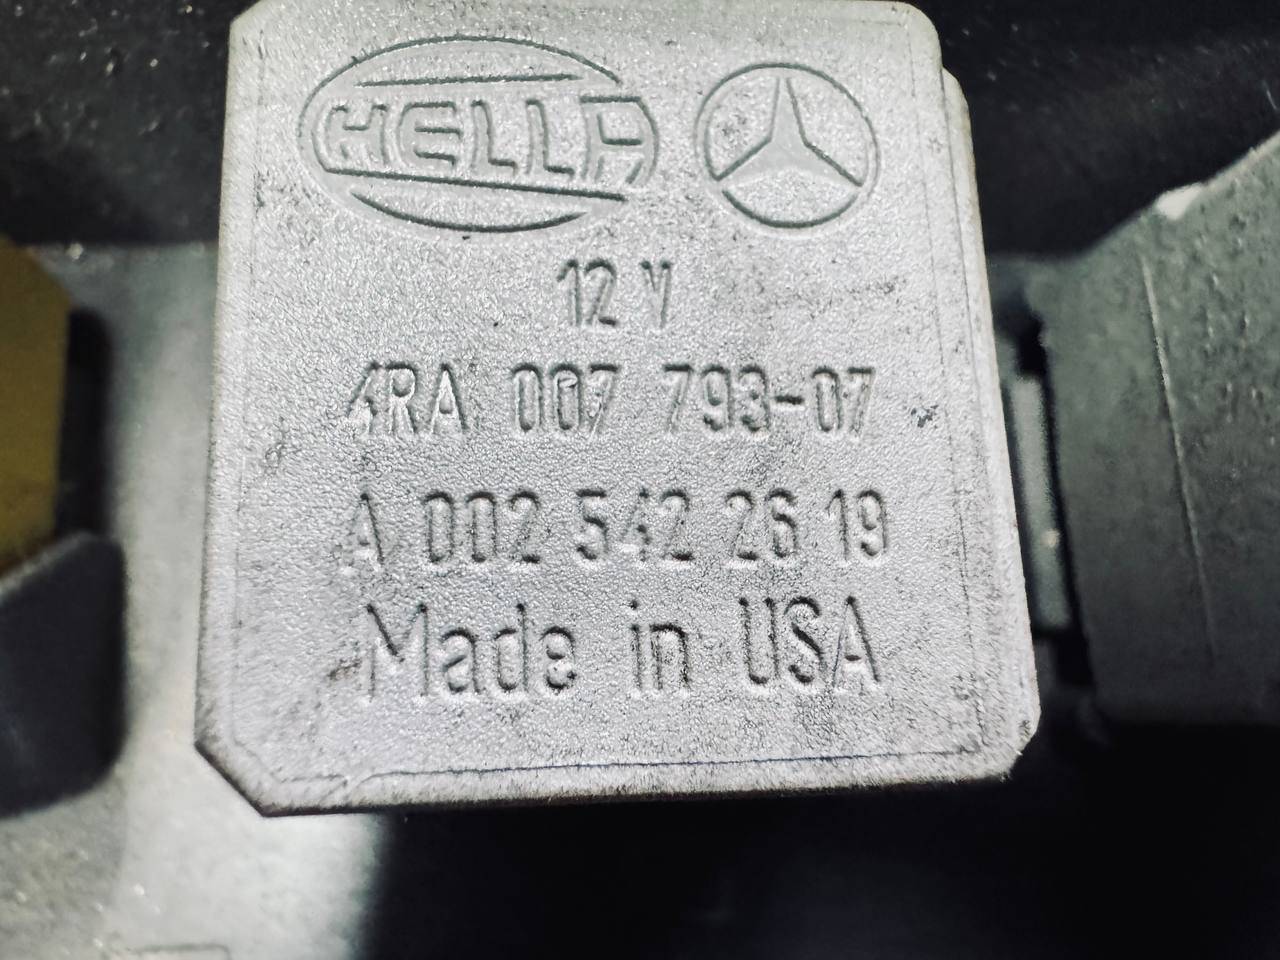 HELLA
12 V
4RA 007 793-07
A 002 542 26 19
Made in USA